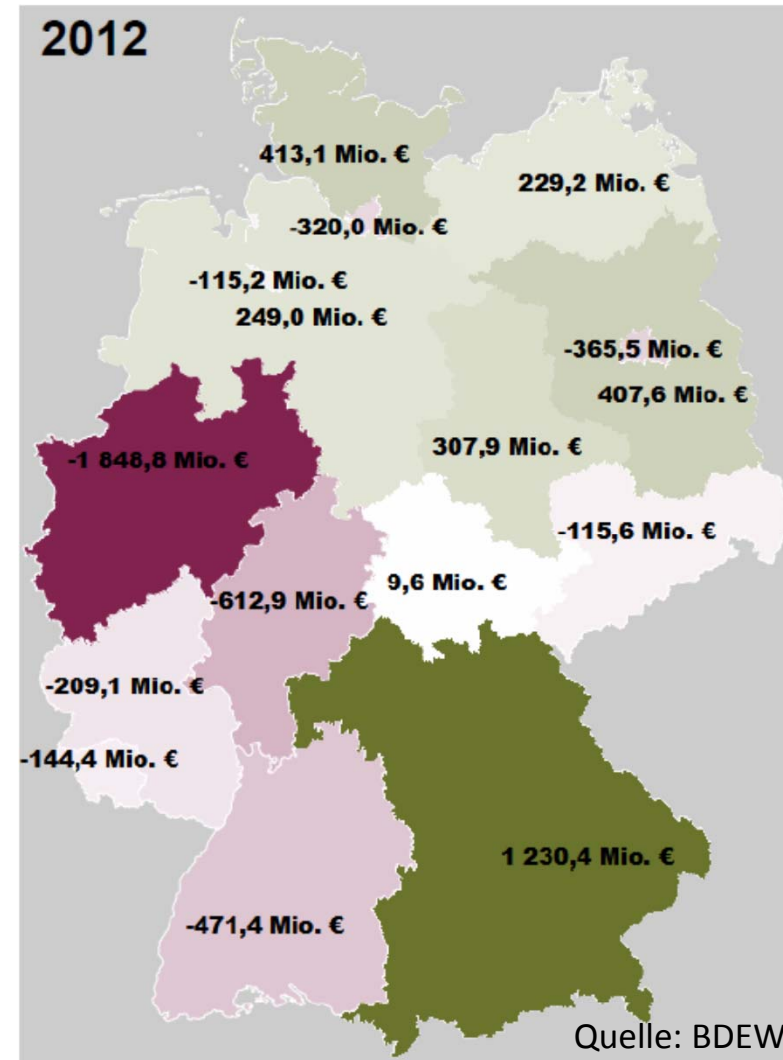 2012
413,1 Mio. €
229,2 Mio. €
-320,0 Mio. €
-115,2 Mio. €
249,0 Mio. €
-365,5 Mio. €
407,6 Mio. €
307,9 Mio. €
-1 848,8 Mio. €
-115,6 Mio. €
9,6 Mio. €
-612,9 Mio. €
-209,1 Mio. €
-144,4 Mio. €
1 230,4 Mio. €
-471,4 Mio. €
Quelle: BDEW